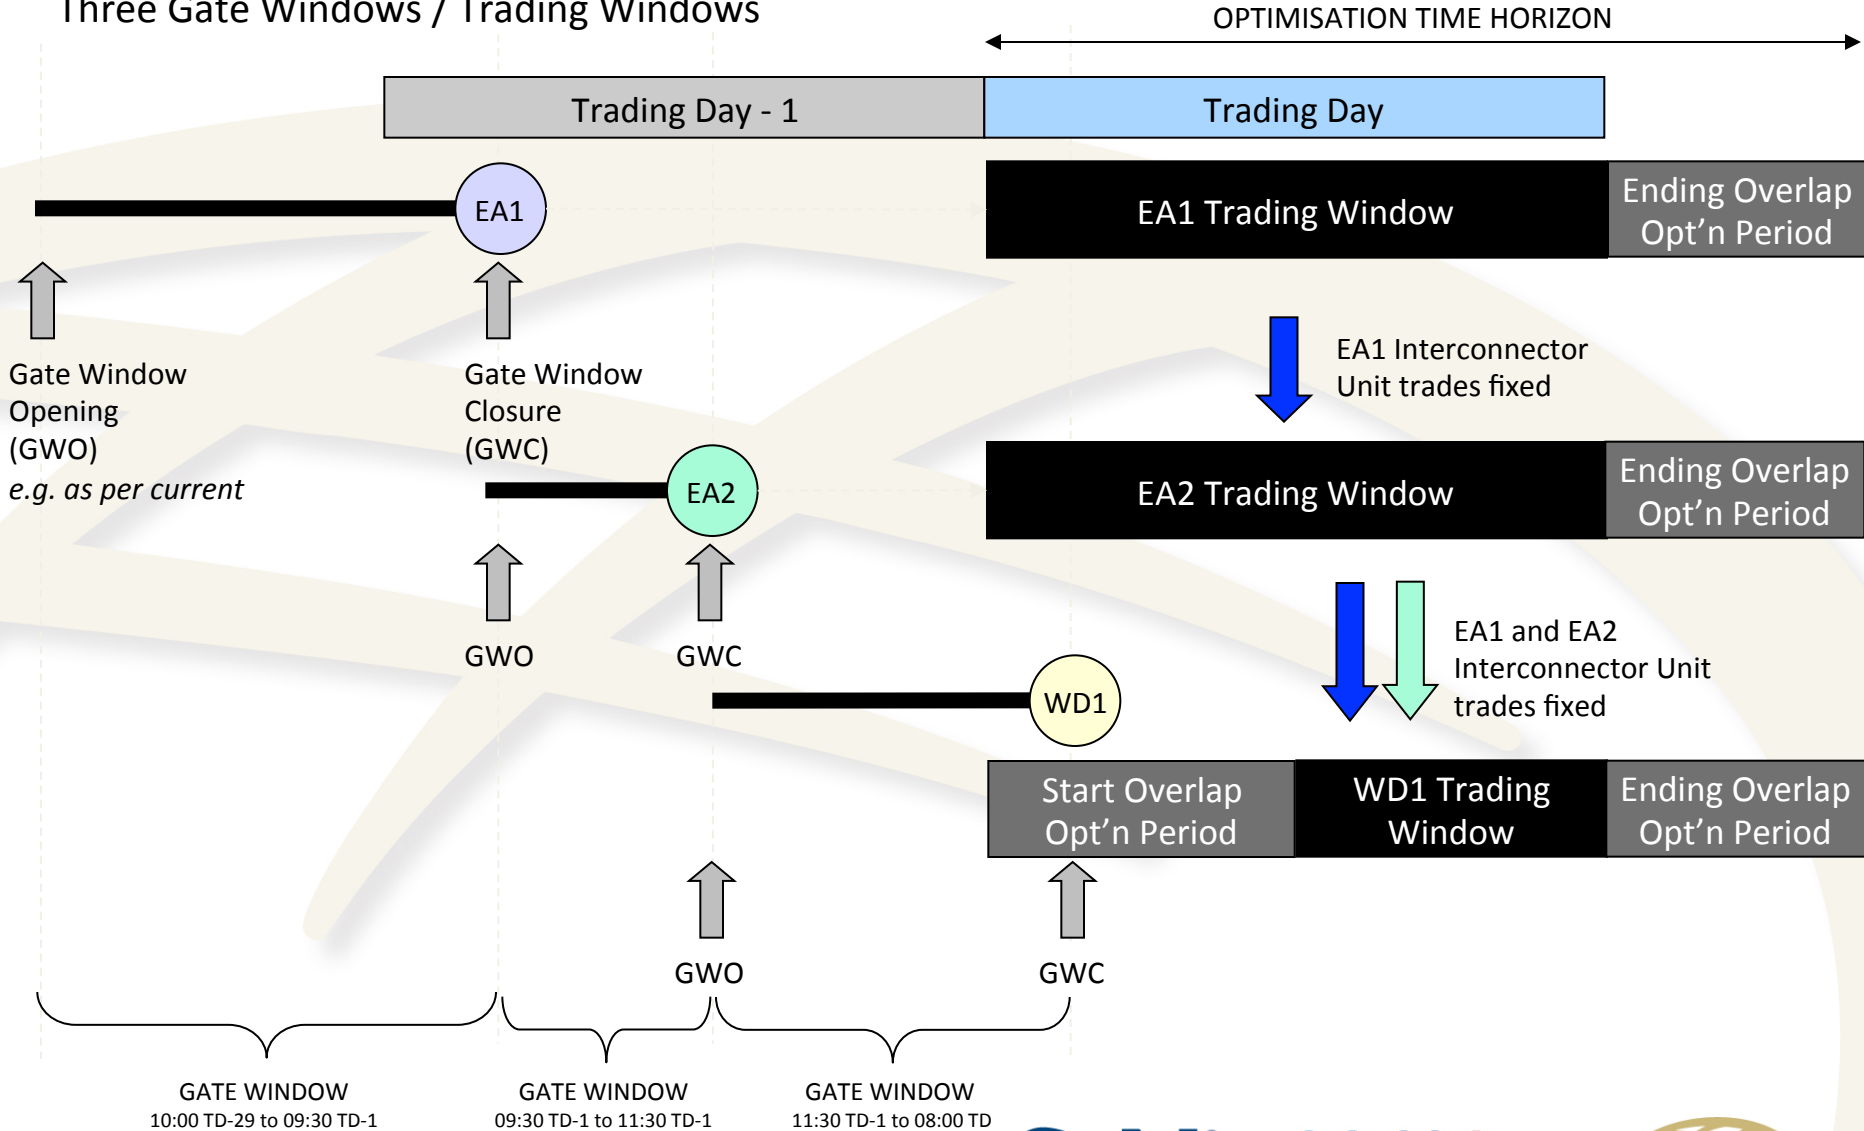 Three Gate Windows / Trading Windows
OPTIMISATION TIME HORIZON
Trading Day - 1
Trading Day
EA1
EA1 Trading Window
Ending Overlap
Opt'n Period
Gate Window
Opening
(GWO)
e.g. as per current
Gate Window
Closure
(GWC)
EA1 Interconnector
Unit trades fixed
EA2
EA2 Trading Window
Ending Overlap
Opt'n Period
GWO
GWC
EA1 and EA2
Interconnector Unit
trades fixed
WD1
Start Overlap
Opt'n Period
WD1 Trading
Window
Ending Overlap
Opt'n Period
GWO
GWC
GATE WINDOW
10:00 TD-29 to 09:30 TD-1
GATE WINDOW
09:30 TD-1 to 11:30 TD-1
GATE WINDOW
11:30 TD-1 to 08:00 TD